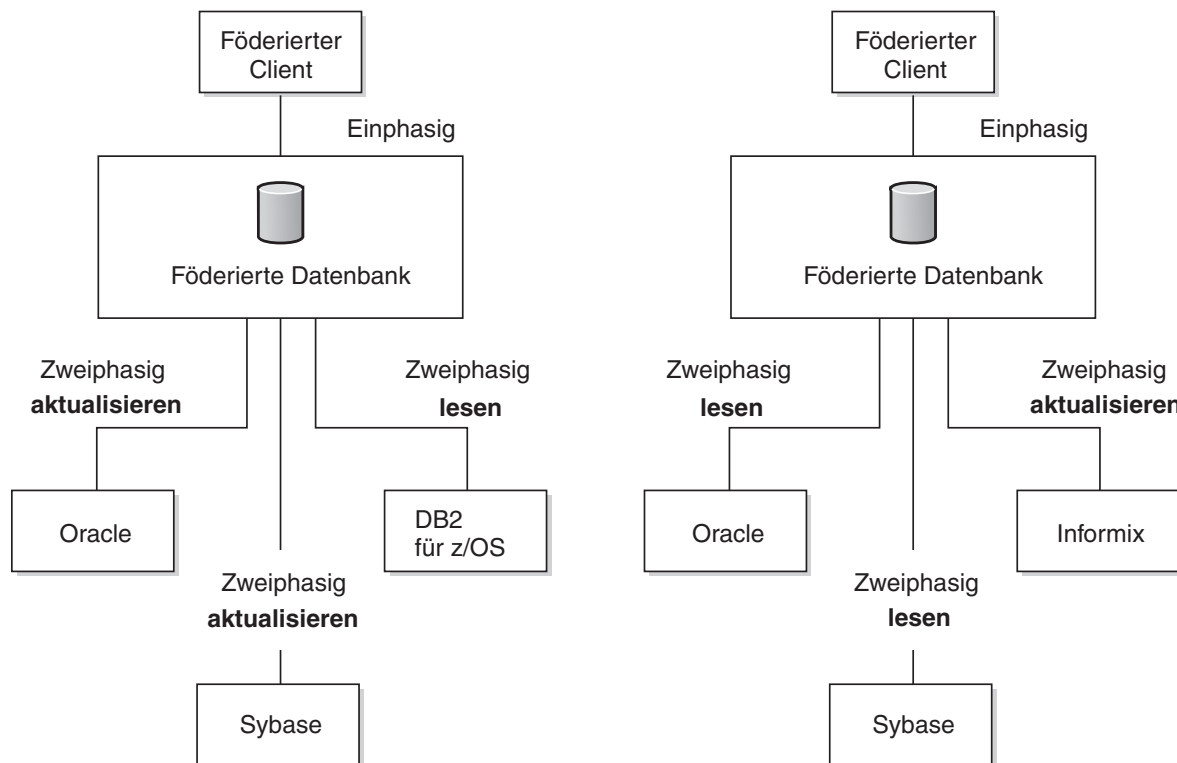 Föderierter
Client
Einphasig
Föderierte Datenbank
Zweiphasig
aktualisieren
Zweiphasig
lesen
Oracle
DB2
für z/OS
Zweiphasig
aktualisieren
Sybase
Föderierter
Client
Einphasig
Föderierte Datenbank
Zweiphasig
lesen
Zweiphasig
aktualisieren
Oracle
Informix
Zweiphasig
lesen
Sybase